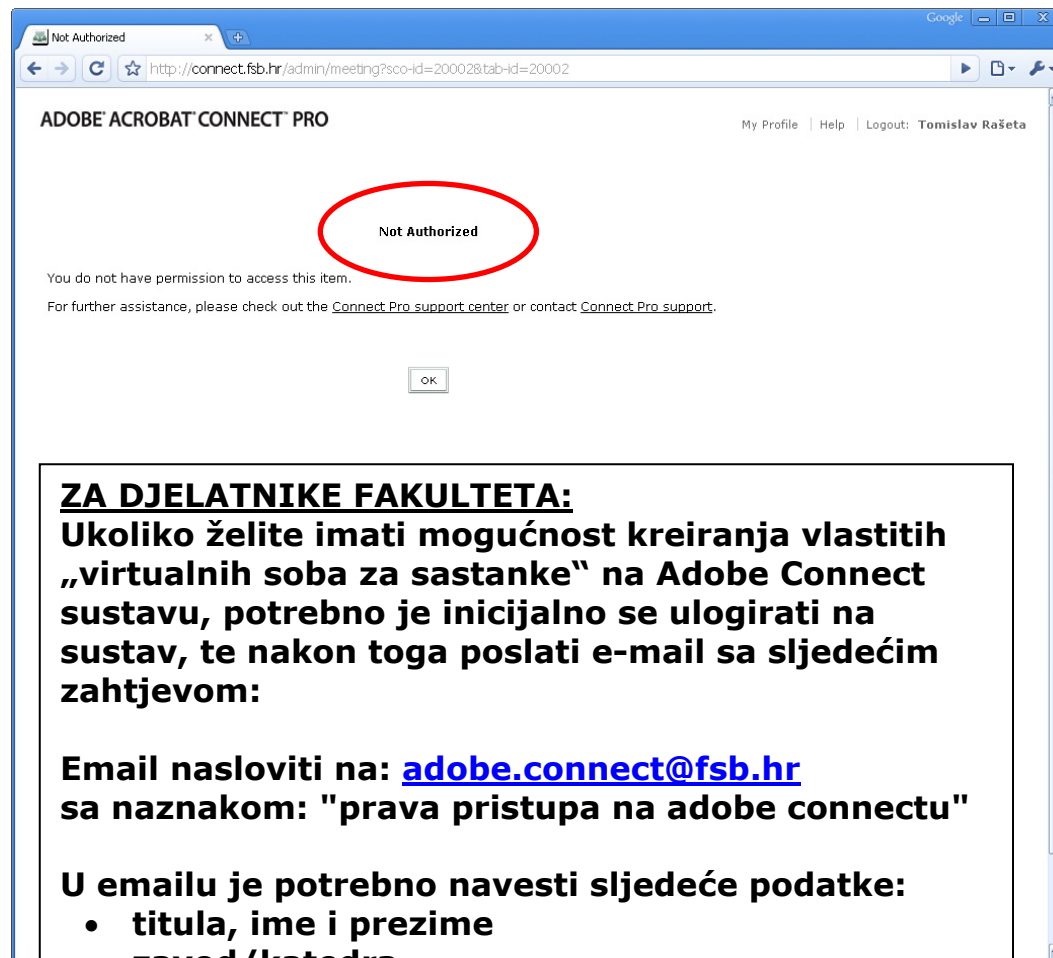 Google
Not Authorized
http://connect.fsb.hr/admin/meeting?sco-id=20002&tab-id=20002
ADOBE® ACROBAT® CONNECT™ PRO
My Profile | Help | Logout: Tomislav Rašeta
Not Authorized
You do not have permission to access this item.
For further assistance, please check out the Connect Pro support center or contact Connect Pro support.
OK
ZA DJELATNIKE FAKULTETA:
Ukoliko želite imati mogućnost kreiranja vlastitih
„virtualnih soba za sastanke“ na Adobe Connect
sustavu, potrebno je inicijalno se ulogirati na
sustav, te nakon toga poslati e-mail sa sljedećim
zahtjevom:
Email nasloviti na: adobe.connect@fsb.hr
sa naznakom: "prava pristupa na adobe connectu"
U emailu je potrebno navesti sljedeće podatke:
• titula, ime i prezime
zavod/katedra